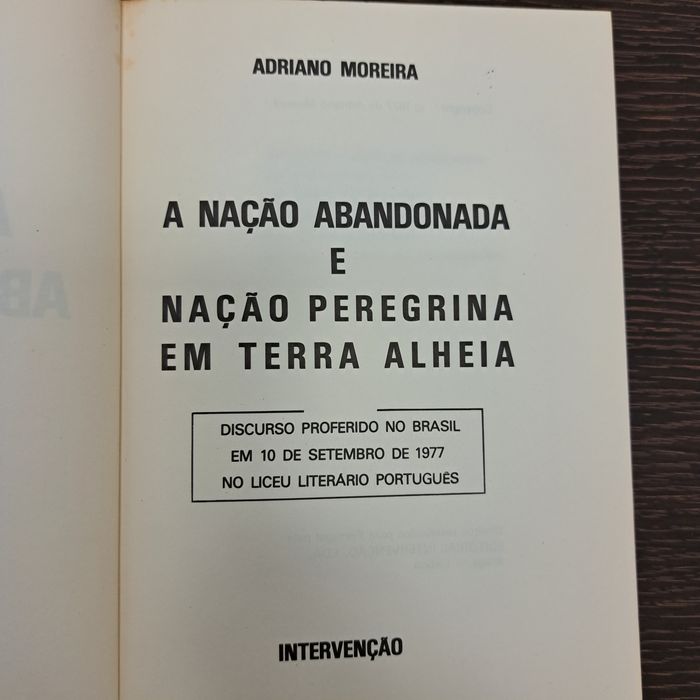 ADRIANO MOREIRA
A NAÇÃO ABANDONADA
E
NAÇÃO PEREGRINA
EM TERRA ALHEIA
DISCURSO PROFERIDO NO BRASIL
EM 10 DE SETEMBRO DE 1977
NO LICEU LITERÁRIO PORTUGUÊS
INTERVENÇÃO